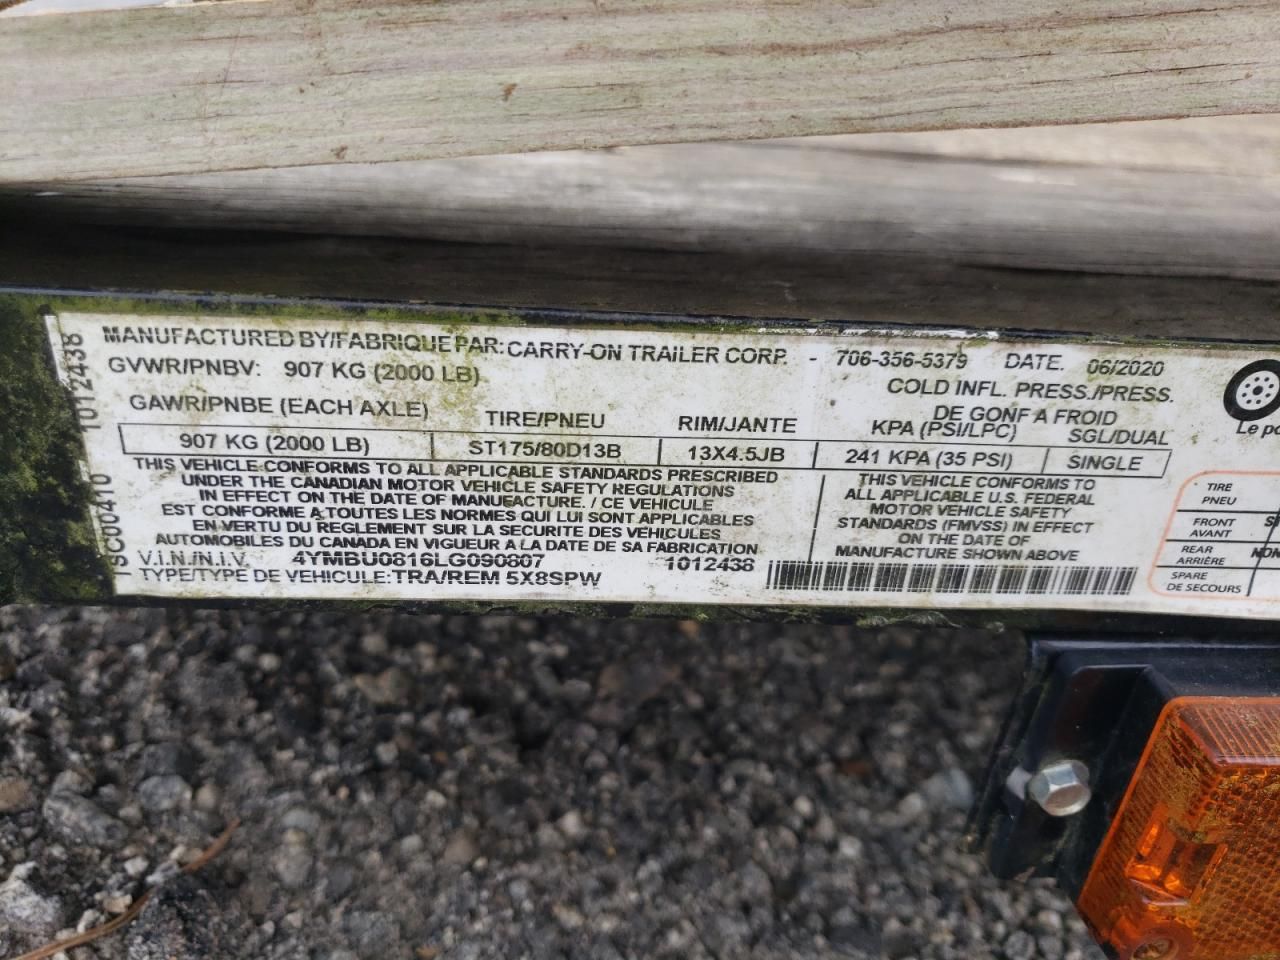 MANUFACTURED BY/FABRIQUE PAR: CARRY-ON TRAILER CORP. - 706-356-5379 DATE. 06/2020
GVWR/PNBV: 907 KG (2000 LB)
COLD INFL. PRESS./PRESS.
DE GONF A FROID
GAWR/PNBE (EACH AXLE) TIRE/PNEU RIM/JANTE KPA (PSI/LPC) SGL/DUAL
907 KG (2000 LB) ST175/80D13B 13X4.5JB 241 KPA (35 PSI) SINGLE
THIS VEHICLE CONFORMS TO ALL APPLICABLE STANDARDS PRESCRIBED
UNDER THE CANADIAN MOTOR VEHICLE SAFETY REGULATIONS
IN EFFECT ON THE DATE OF MANUFACTURE. / CE VEHICULE
EST CONFORME A TOUTES LES NORMES QUI LUI SONT APPLICABLES
EN VERTU DU REGLEMENT SUR LA SECURITE DES VEHICULES
AUTOMOBILES DU CANADA EN VIGUEUR A LA DATE DE SA FABRICATION
THIS VEHICLE CONFORMS TO
ALL APPLICABLE U.S. FEDERAL
MOTOR VEHICLE SAFETY
STANDARDS (FMVSS) IN EFFECT
ON THE DATE OF
MANUFACTURE SHOWN ABOVE
V.I.N./N.I.V. 4YMBU0816LG090807 1012438
TYPE/TYPE DE VEHICULE: TRA/REM 5X8SPW
1012438
Le
TIRE
PNEU
FRONT
AVANT
REAR
ARRIÈRE
SPARE
DE SECOURS